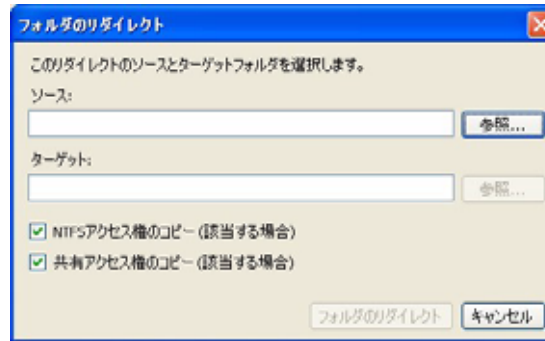 フォルダのリダイレクト
このリダイレクトのソースとターゲットフォルダを選択します。
ソース:
参照...
ターゲット:
参照...
NTFSアクセス権のコピー (該当する場合)
共有アクセス権のコピー (該当する場合)
フォルダのリダイレクト キャンセル